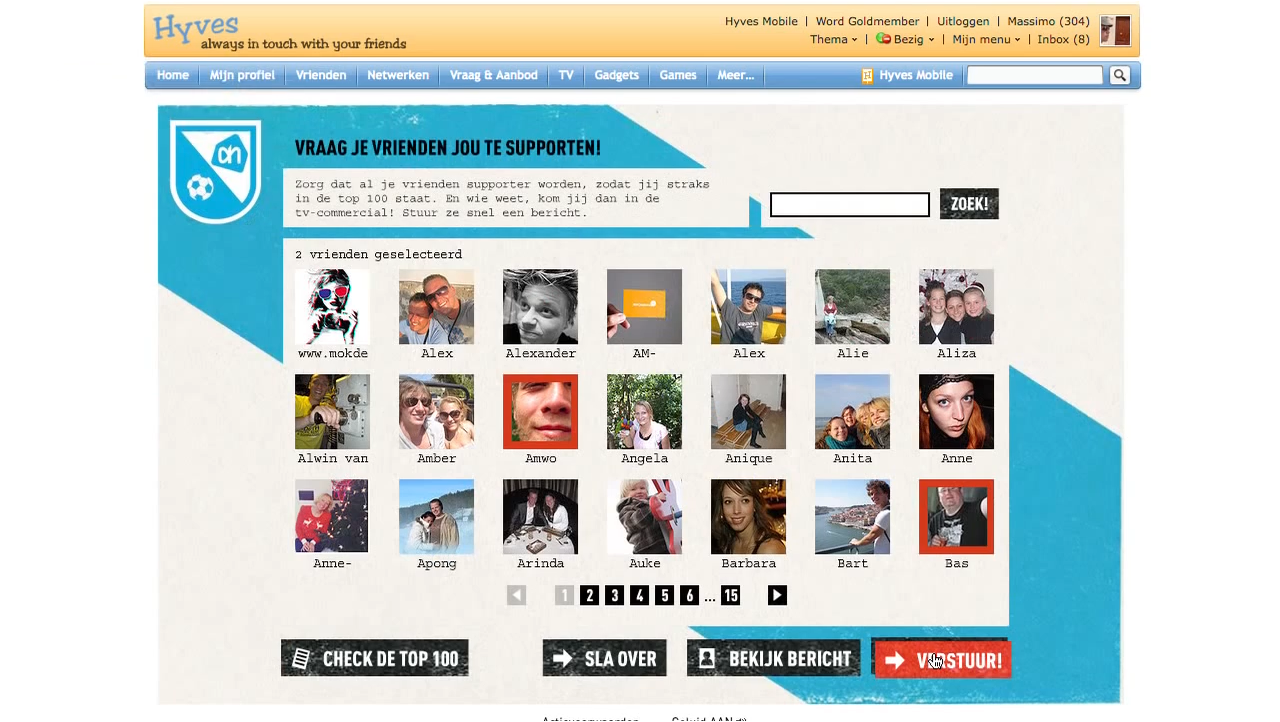 Hyves
always in touch with your friends
Hyves Mobile | Word Goldmember | Uitloggen | Massimo (304)
Thema | Bezig | Mijn menu | Inbox (8)
Home Mijn profiel Vrienden Netwerken Vraag & Aanbod TV Gadgets Games Meer... Hyves Mobile
VRAAG JE VRIENDEN JOU TE SUPPORTEN!
Zorg dat al je vrienden supporter worden, zodat jij straks
in de top 100 staat. En wie weet, kom jij dan in de
tv-commercial! Stuur ze snel een bericht.
ZOEK!
2 vrienden geselecteerd
www.mokde Alex Alexander AM- Alex Alie Aliza
Alwin van Amber Amwo Angela Anique Anita Anne
Anne- Apong Arinda Auke Barbara Bart Bas
1 2 3 4 5 6 ... 15
CHECK DE TOP 100 SLA OVER BEKIJK BERICHT VERSTUUR!
Actievoorwaarden Geluid AAN